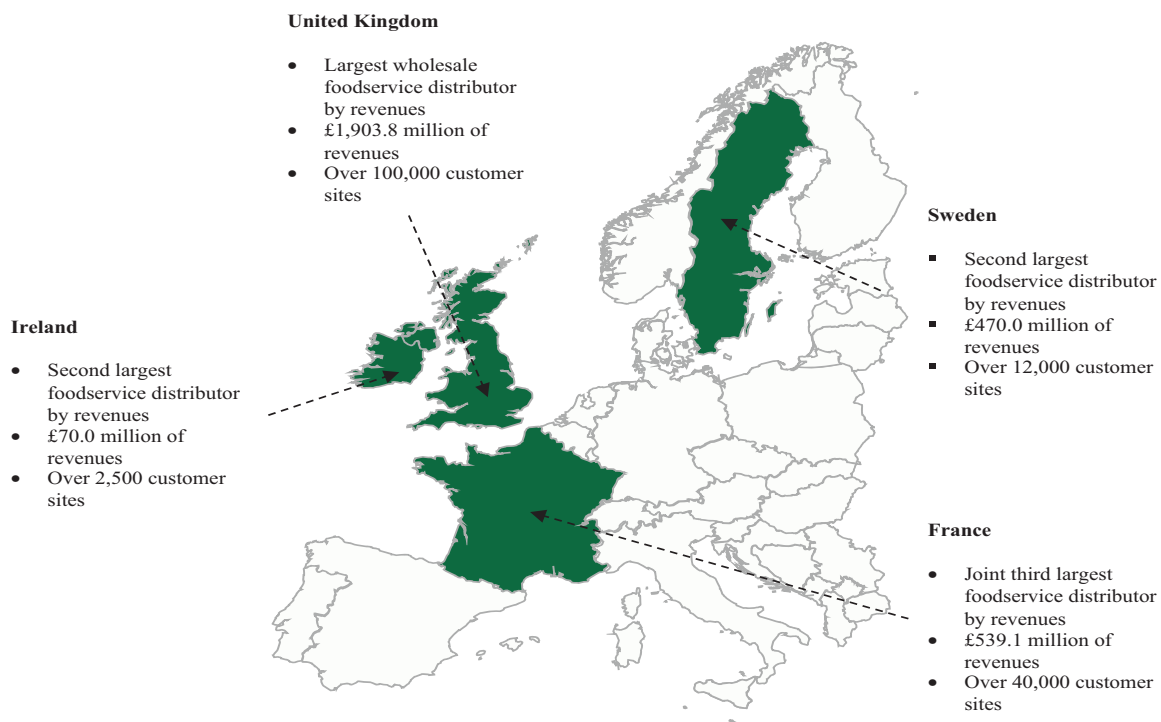 United Kingdom
• Largest wholesale
foodservice distributor
by revenues
• £1,903.8 million of
revenues
• Over 100,000 customer
sites
Sweden
▪ Second largest
foodservice distributor
by revenues
▪ £470.0 million of
revenues
▪ Over 12,000 customer
sites
Ireland
• Second largest
foodservice distributor
by revenues
• £70.0 million of
revenues
• Over 2,500 customer
sites
France
• Joint third largest
foodservice distributor
by revenues
• £539.1 million of
revenues
• Over 40,000 customer
sites